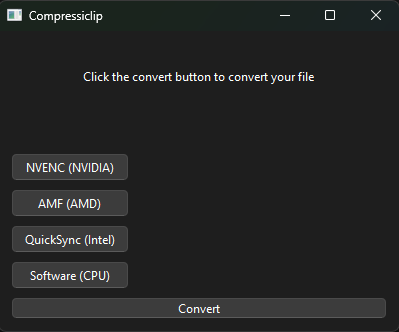 Compressiclip
Click the convert button to convert your file
NVENC (NVIDIA)
AMF (AMD)
QuickSync (Intel)
Software (CPU)
Convert